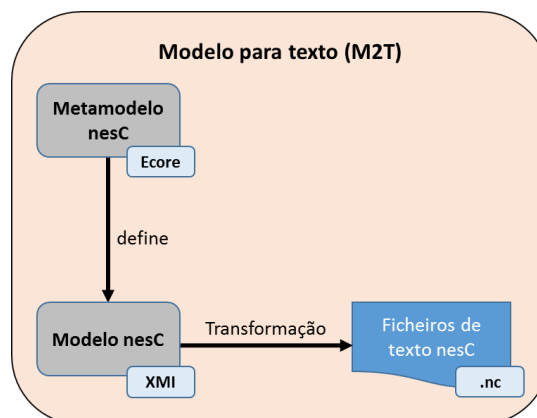 Modelo para texto (M2T)
Metamodelo
nesC
Ecore
define
Modelo nesC
XMI
Transformação
Ficheiros de
texto nesC
.nc